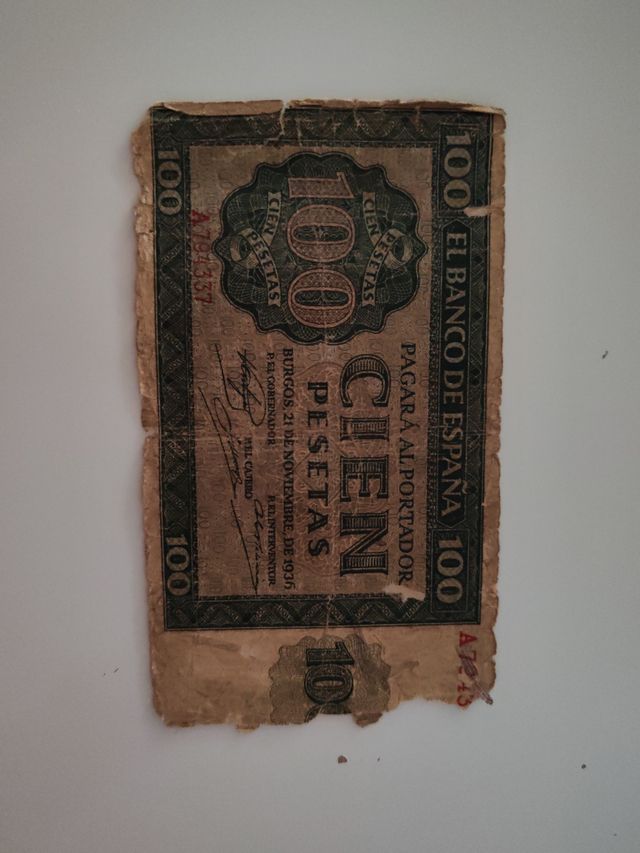 100 EL BANCO DE ESPAÑA 100
PAGARÁ AL PORTADOR
CIEN
PESETAS
100
CIEN PESETAS
CIEN PESETAS
BURGOS, 21 DE NOVIEMBRE, DE 1936
P. EL GOBERNADOR
EL CAJERO
P. EL INTERVENTOR
A794337
100 100
10